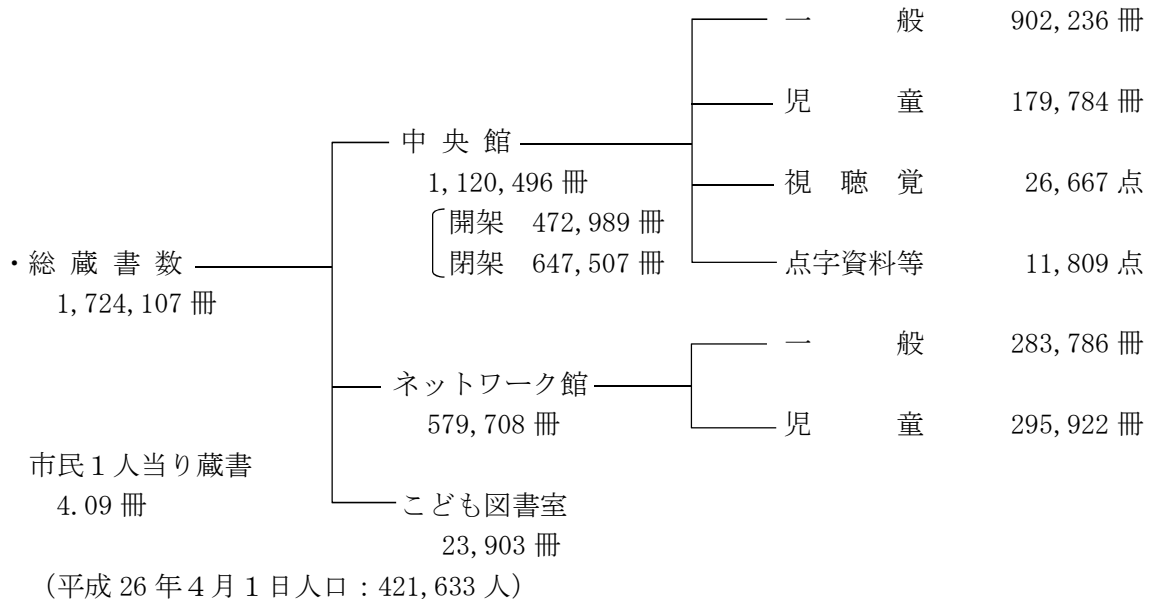 一般 902,236 冊
児童 179,784 冊
中央館
1,120,496 冊
視聴覚 26,667 点
開架 472,989 冊
閉架 647,507 冊
・総蔵書数
点字資料等 11,809 点
1,724,107 冊
一般 283,786 冊
ネットワーク館
579,708 冊
児童 295,922 冊
市民1人当り蔵書
4.09 冊
こども図書室
23,903 冊
（平成 26 年4月1日人口：421,633 人）